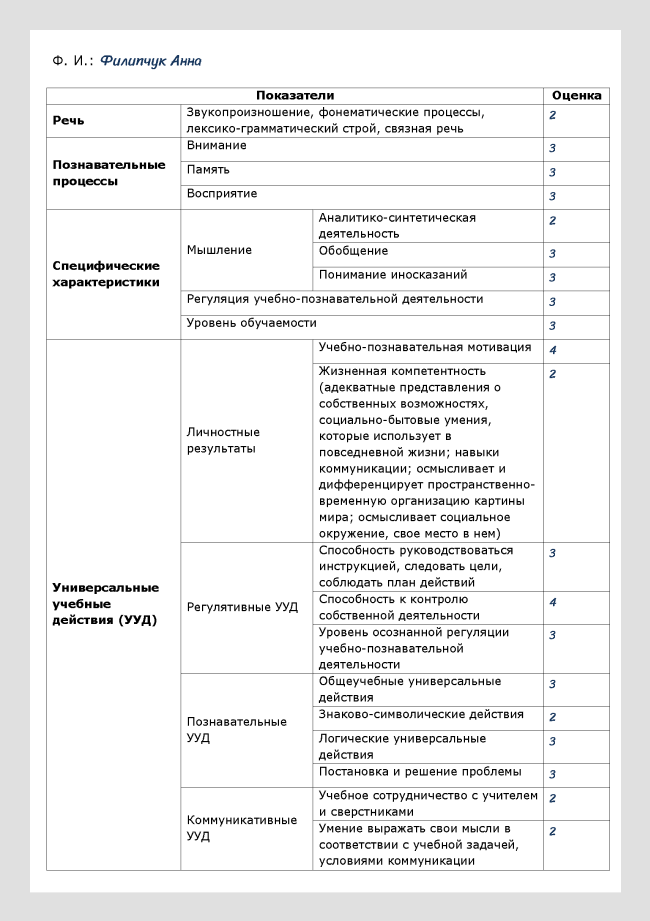 Ф. И.: Филипчук Анна
Показатели Оценка
Речь
Звукопроизношение, фонематические процессы,
лексико-грамматический строй, связная речь
2
Познавательные
процессы
Внимание 3
Память 3
Восприятие 3
Специфические
характеристики
Мышление
Аналитико-синтетическая
деятельность
2
Обобщение 3
Понимание иносказаний 3
Регуляция учебно-познавательной деятельности 3
Уровень обучаемости 3
Универсальные
учебные
действия (УУД)
Личностные
результаты
Учебно-познавательная мотивация 4
Жизненная компетентность
(адекватные представления о
собственных возможностях,
социально-бытовые умения,
которые использует в
повседневной жизни; навыки
коммуникации; осмысливает и
дифференцирует пространственно-
временную организацию картины
мира; осмысливает социальное
окружение, свое место в нем)
2
Регулятивные УУД
Способность руководствоваться
инструкцией, следовать цели,
соблюдать план действий
3
Способность к контролю
собственной деятельности
4
Уровень осознанной регуляции
учебно-познавательной
деятельности
3
Познавательные
УУД
Общеучебные универсальные
действия
3
Знаково-символические действия 2
Логические универсальные
действия
3
Постановка и решение проблемы 3
Коммуникативные
УУД
Учебное сотрудничество с учителем
и сверстниками
2
Умение выражать свои мысли в
соответствии с учебной задачей,
условиями коммуникации
2